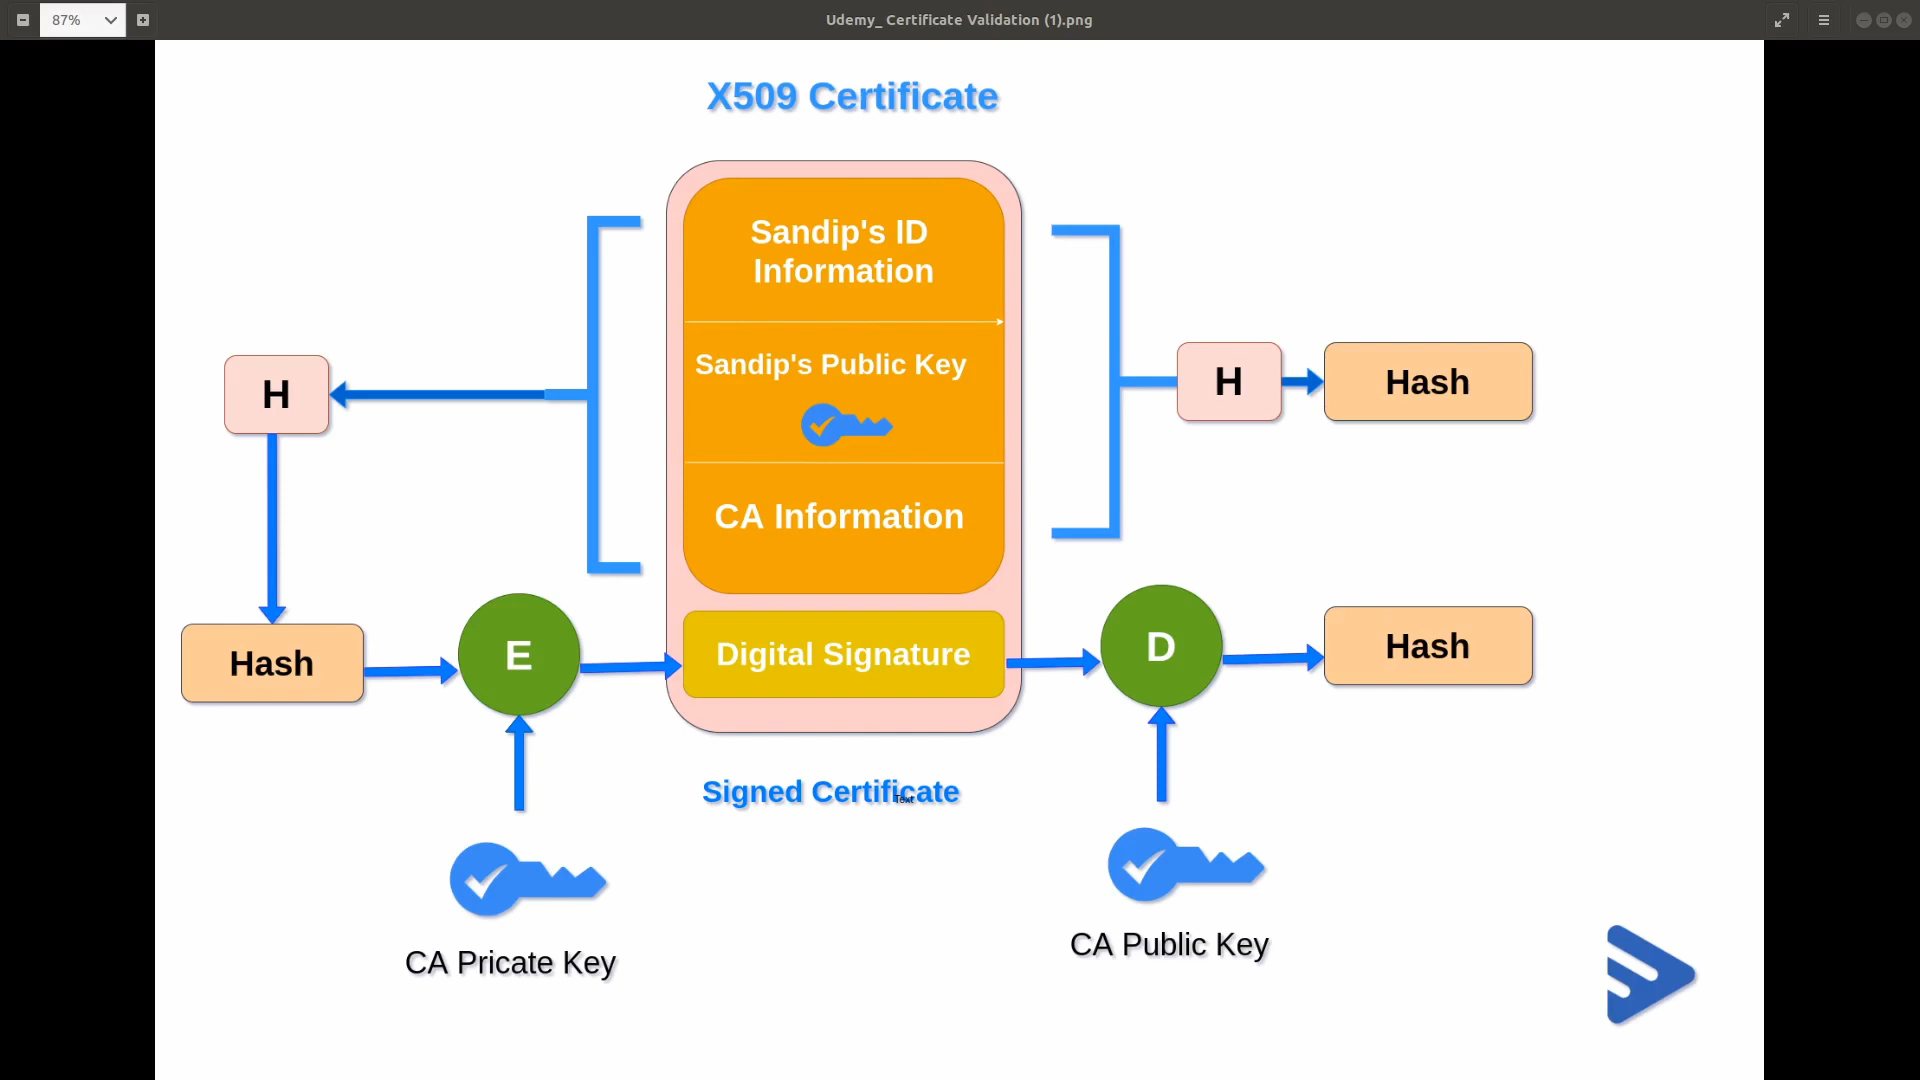 87%
Udemy_ Certificate Validation (1).png
X509 Certificate
Sandip's ID
Information
Sandip's Public Key
CA Information
H
H
Hash
Hash
E
Digital Signature
D
Hash
Signed Certificate
Text
CA Pricate Key
CA Public Key